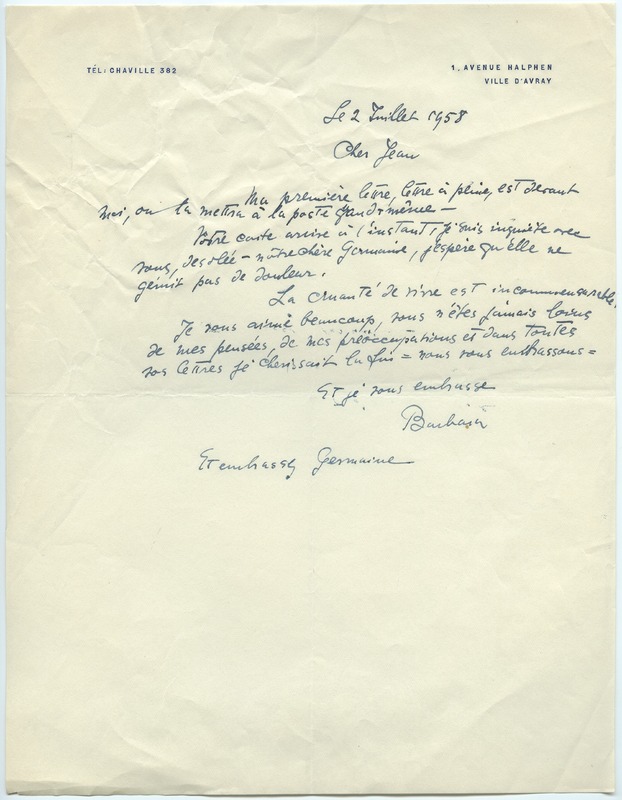 TÉL: CHAVILLE 382
1, AVENUE HALPHEN
VILLE D'AVRAY
Le 2 Juillet 1958
Cher Jean
Ma première lettre, lettre à peine, est devant
moi, on la mettra à la poste quand même —
Votre carte arrive à l'instant, je suis inquiète avec
vous, desolée — nôtre chère Germaine, j'espère qu'elle ne
gémit pas de douleur.
La cruauté de vivre est incommensurable.
Je vous aime beaucoup, vous n'êtes jamais loin
de mes pensées, de mes préoccupations et dans toutes
vos lettres je cherissait la fin = nous vous embrassons =
Et je vous embrasse
Barbara
Et embrassez Germaine